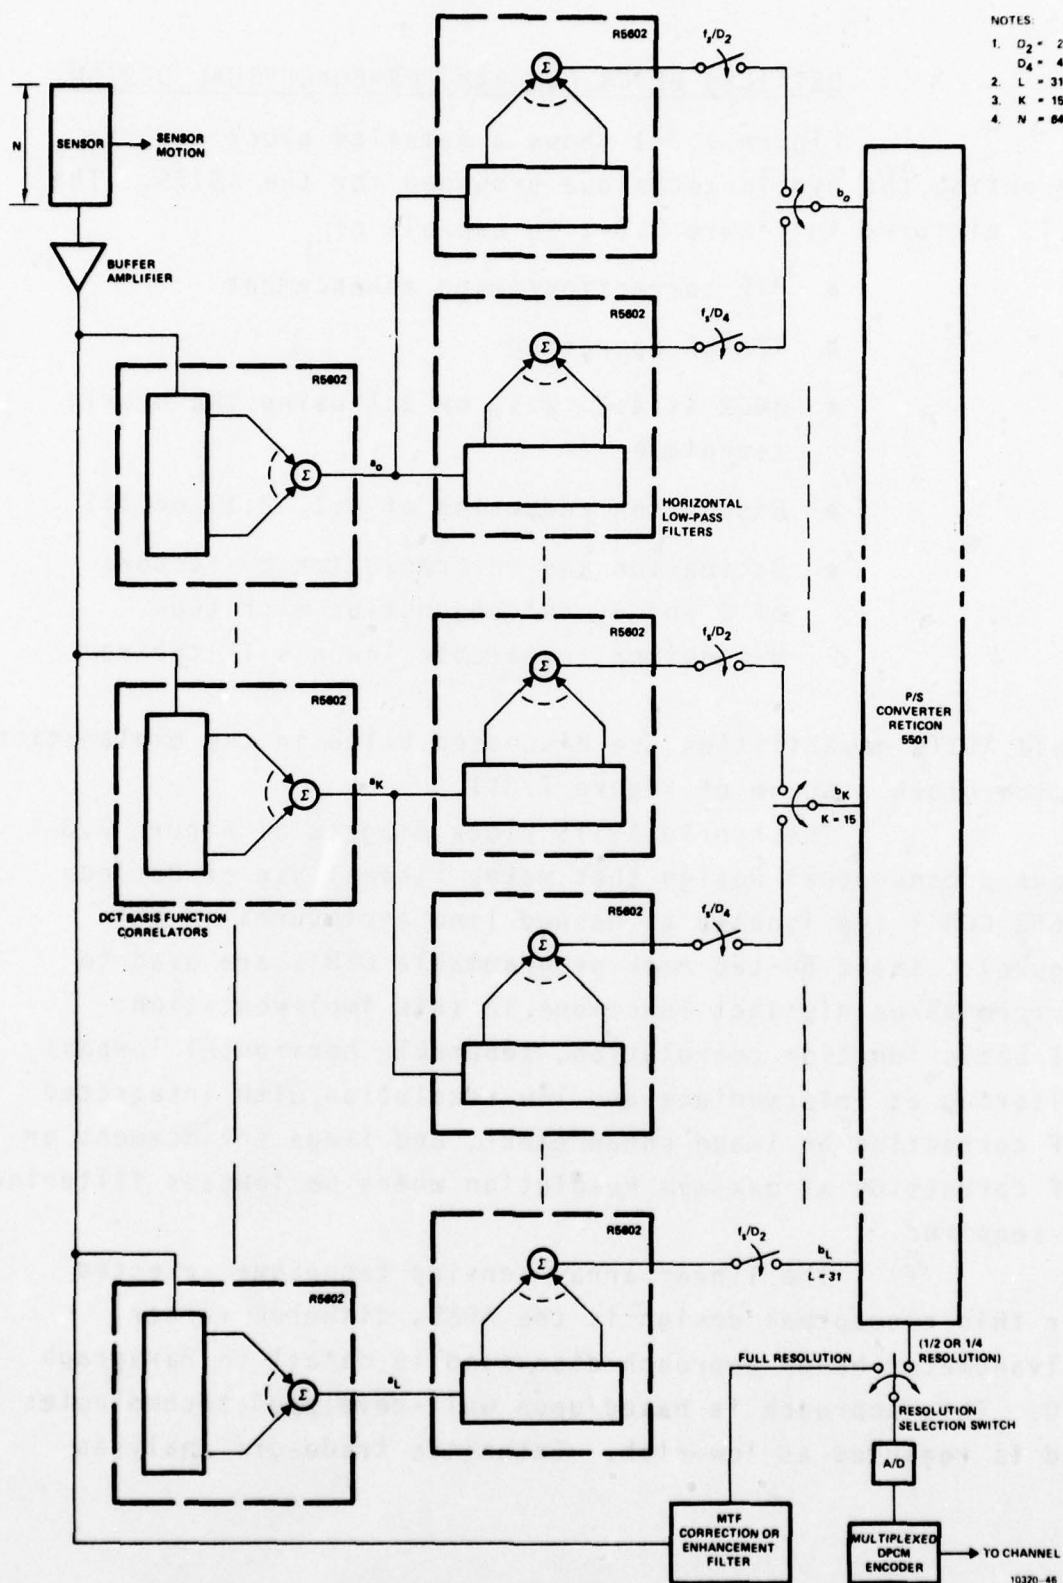 NOTES:
1. D2 = 2
D4 = 4
2. L = 31
3. K = 15
4. N = 64
R5602
fs/D2
N
SENSOR
SENSOR MOTION
bo
BUFFER AMPLIFIER
Σ
R5602
fs/D4
Σ
R5602
Σ
ao
HORIZONTAL LOW-PASS FILTERS
R5602
fs/D2
Σ
R5602
Σ
aK
P/S CONVERTER RETICON 5501
bK
K = 15
DCT BASIS FUNCTION CORRELATORS
R5602
fs/D4
Σ
R5602
fs/D2
Σ
bL
L = 31
R5602
Σ
aL
FULL RESOLUTION
(1/2 OR 1/4 RESOLUTION)
RESOLUTION SELECTION SWITCH
A/D
MTF CORRECTION OR ENHANCEMENT FILTER
MULTIPLEXED DPCM ENCODER
TO CHANNEL
10320-46